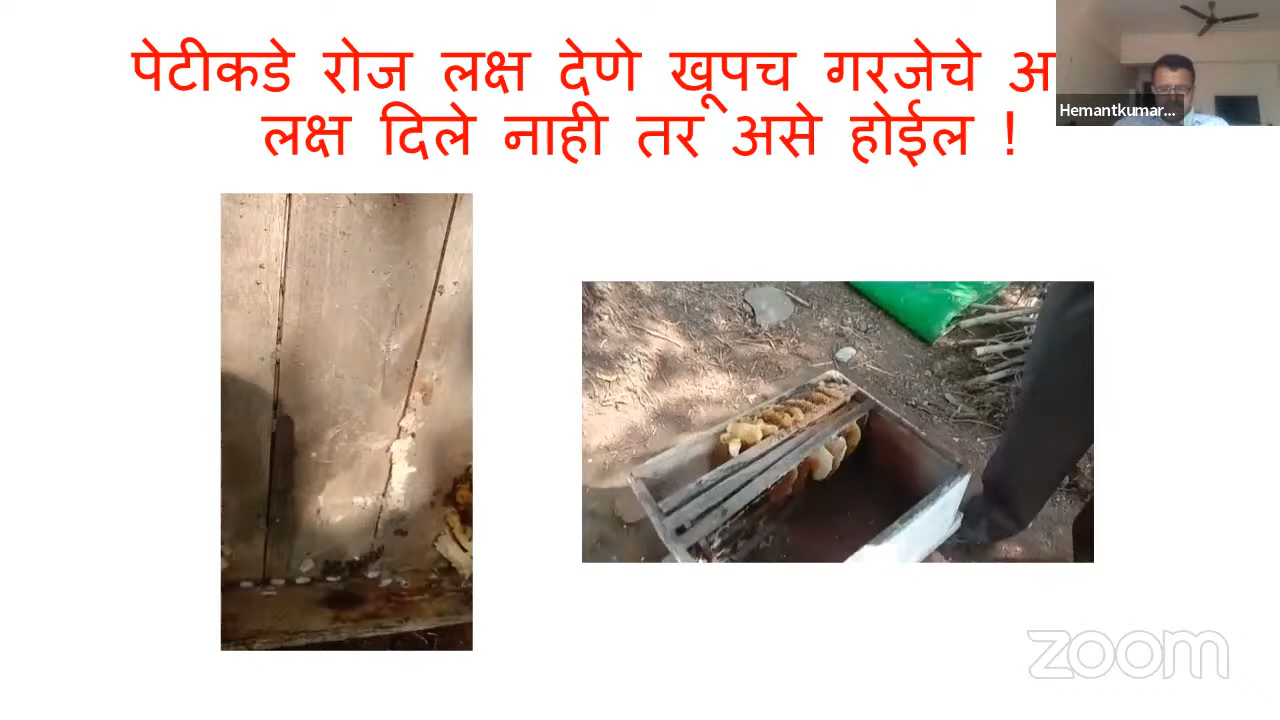 पेटीकडे रोज लक्ष देणे खूपच गरजेचे
लक्ष दिले नाही तर असे होईल !
Hemantkumar...
zoom